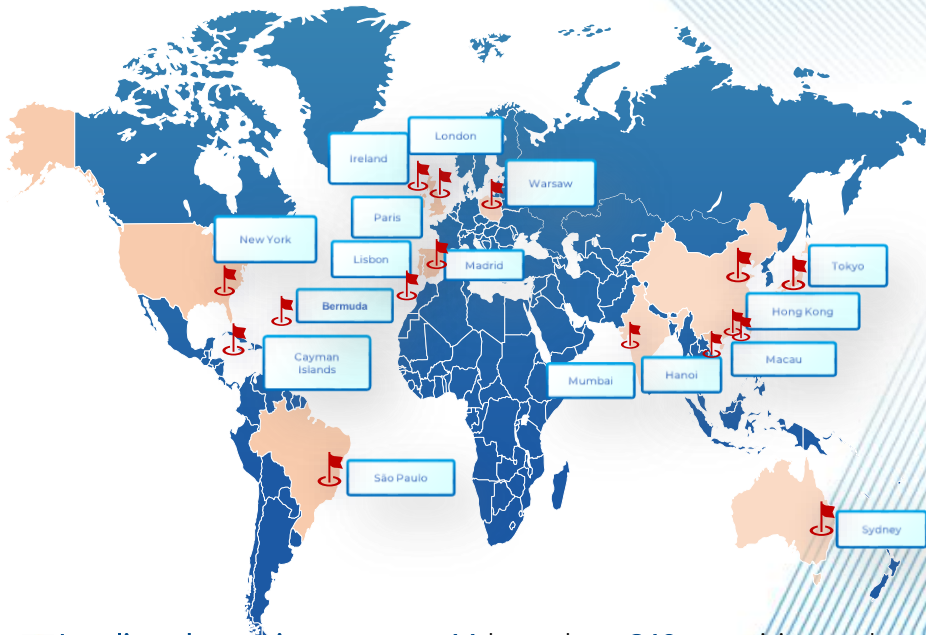 London
Ireland
Warsaw
Paris
New York
Lisbon
Madrid
Tokyo
Bermuda
Hong Kong
Cayman
Islands
Macau
Mumbai
Hanoi
São Paulo
Sydney